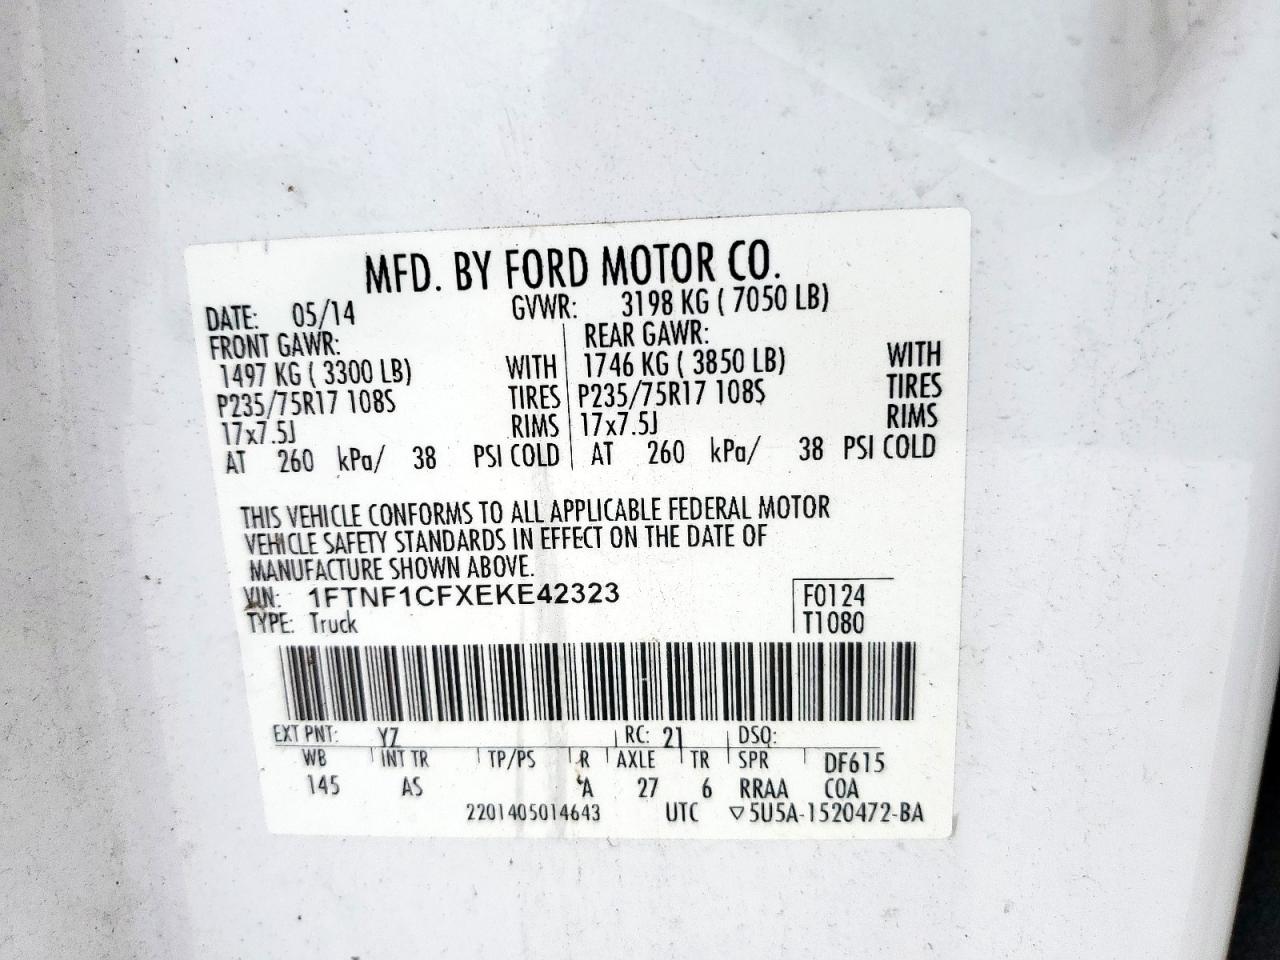 MFD. BY FORD MOTOR CO.
DATE: 05/14 GVWR: 3198 KG ( 7050 LB)
FRONT GAWR: REAR GAWR:
1497 KG ( 3300 LB) WITH 1746 KG ( 3850 LB) WITH
P235/75R17 108S TIRES P235/75R17 108S TIRES
17x7.5J RIMS 17x7.5J RIMS
AT 260 kPa/ 38 PSI COLD AT 260 kPa/ 38 PSI COLD
THIS VEHICLE CONFORMS TO ALL APPLICABLE FEDERAL MOTOR
VEHICLE SAFETY STANDARDS IN EFFECT ON THE DATE OF
MANUFACTURE SHOWN ABOVE.
VIN: 1FTNF1CFXEKE42323 F0124
TYPE: Truck T1080
EXT PNT: YZ RC: 21 DSO:
WB INT TR TP/PS R AXLE TR SPR DF615
145 AS A 27 6 RRAA COA
2201405014643 UTC ▽5U5A-1520472-BA